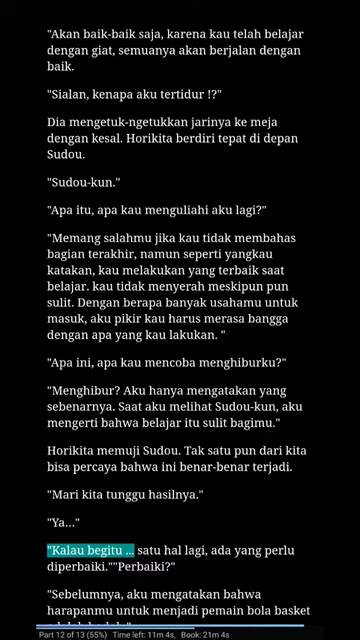 "Akan baik-baik saja, karena kau telah belajar
dengan giat, semuanya akan berjalan dengan
baik.
"Sialan, kenapa aku tertidur !?"
Dia mengetuk-ngetukkan jarinya ke meja
dengan kesal. Horikita berdiri tepat di depan
Sudou.
"Sudou-kun."
"Apa itu, apa kau menguliahi aku lagi?"
"Memang salahmu jika kau tidak membahas
bagian terakhir, namun seperti yangkau
katakan, kau melakukan yang terbaik saat
belajar. kau tidak menyerah meskipun pun
sulit. Dengan berapa banyak usahamu untuk
masuk, aku pikir kau harus merasa bangga
dengan apa yang kau lakukan. "
"Apa ini, apa kau mencoba menghiburku?"
"Menghibur? Aku hanya mengatakan yang
sebenarnya. Saat aku melihat Sudou-kun, aku
mengerti bahwa belajar itu sulit bagimu."
Horikita memuji Sudou. Tak satu pun dari kita
bisa percaya bahwa ini benar-benar terjadi.
"Mari kita tunggu hasilnya."
"Ya..."
"Kalau begitu ... satu hal lagi, ada yang perlu
diperbaiki.""Perbaiki?"
"Sebelumnya, aku mengatakan bahwa
harapanmu untuk menjadi pemain bola basket
Part 12 of 13 (55%) Time left: 11m 4s, Book: 21m 4s